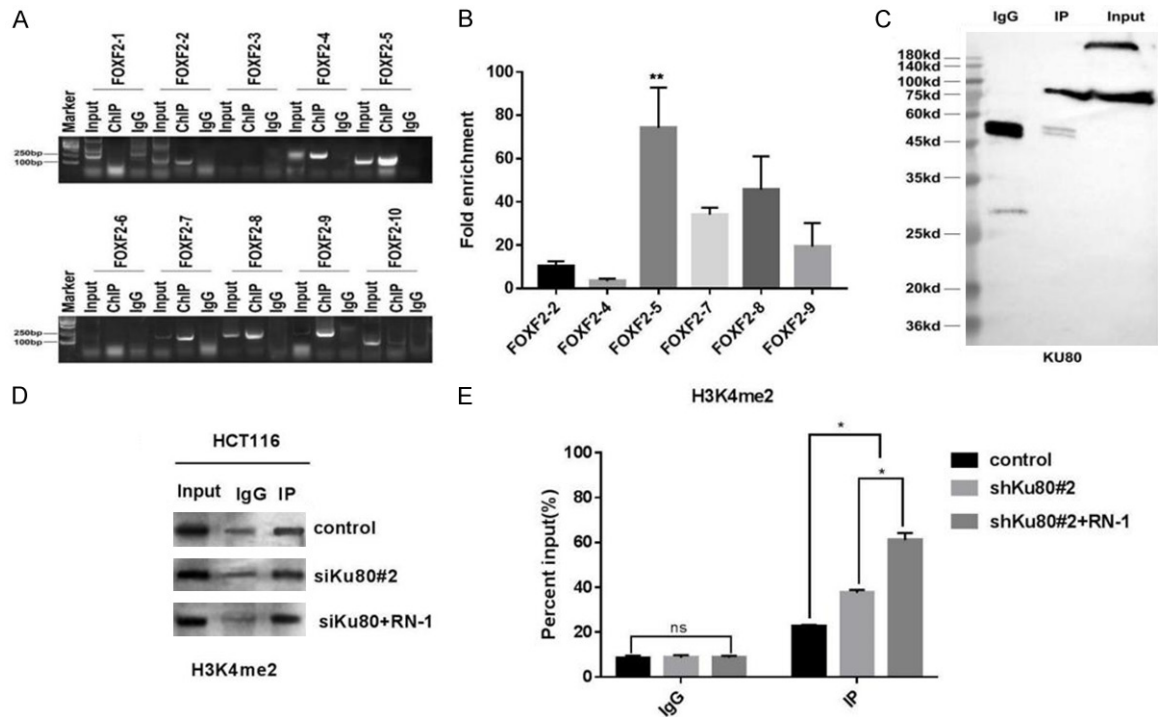 A
FOXF2-1 FOXF2-2 FOXF2-3 FOXF2-4 FOXF2-5
Marker Input ChIP IgG Input ChIP IgG Input ChIP IgG Input ChIP IgG Input ChIP IgG
250bp
100bp
FOXF2-6 FOXF2-7 FOXF2-8 FOXF2-9 FOXF2-10
Marker Input ChIP IgG Input ChIP IgG Input ChIP IgG Input ChIP IgG Input ChIP IgG
250bp
100bp
B
Fold enrichment
100
80
60
40
20
0
**
FOXF2-2 FOXF2-4 FOXF2-5 FOXF2-7 FOXF2-8 FOXF2-9
C
IgG IP Input
180kd
140kd
100kd
75kd
60kd
45kd
35kd
25kd
20kd
36kd
KU80
D
HCT116
Input IgG IP
control
siKu80#2
siKu80+RN-1
H3K4me2
E
H3K4me2
Percent input(%)
100
80
60
40
20
0
ns
*
*
IgG IP
control
shKu80#2
shKu80#2+RN-1